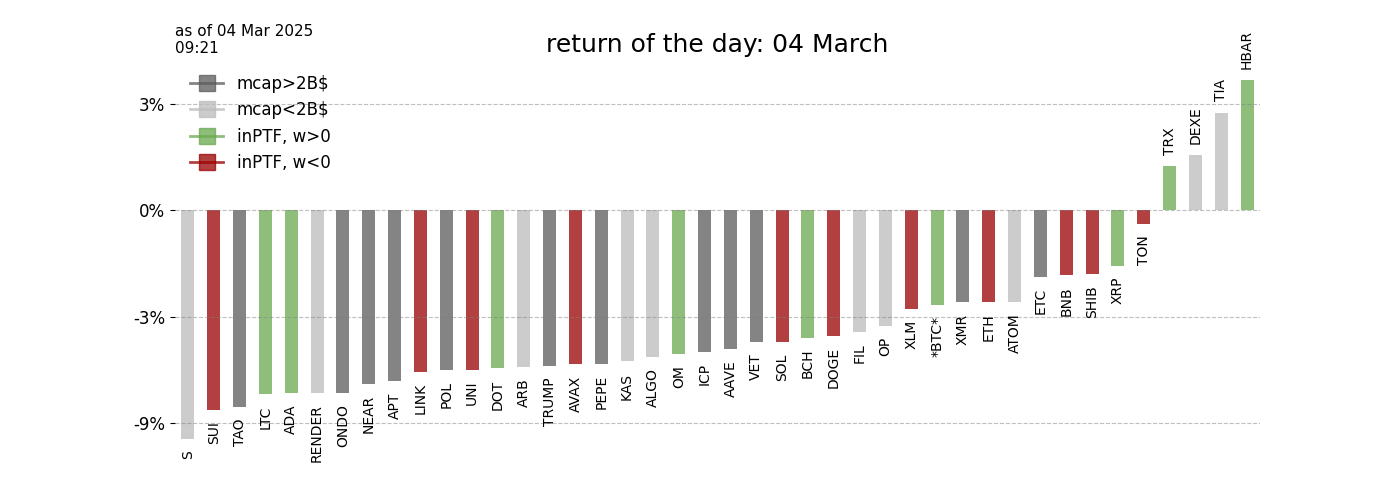 as of 04 Mar 2025
09:21
return of the day: 04 March
mcap>2B$
mcap<2B$
inPTF, w>0
inPTF, w<0
3%
0%
-3%
-9%
S
SUI
TAO
LTC
ADA
RENDER
ONDO
NEAR
APT
LINK
POL
UNI
DOT
ARB
TRUMP
AVAX
PEPE
KAS
ALGO
OM
ICP
AAVE
VET
SOL
BCH
DOGE
FIL
OP
XLM
*BTC*
XMR
ETH
ATOM
ETC
BNB
SHIB
XRP
TON
TRX
DEXE
TIA
HBAR